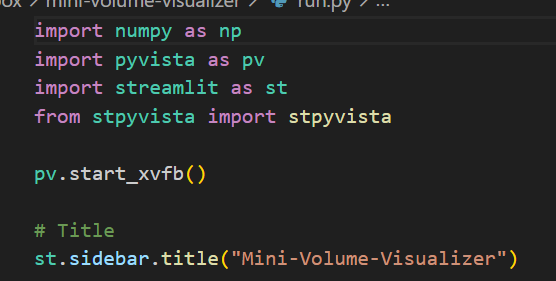 mini-volume-visualizer > run.py > ...
import numpy as np
import pyvista as pv
import streamlit as st
from stpyvista import stpyvista
pv.start_xvfb()
# Title
st.sidebar.title("Mini-Volume-Visualizer")